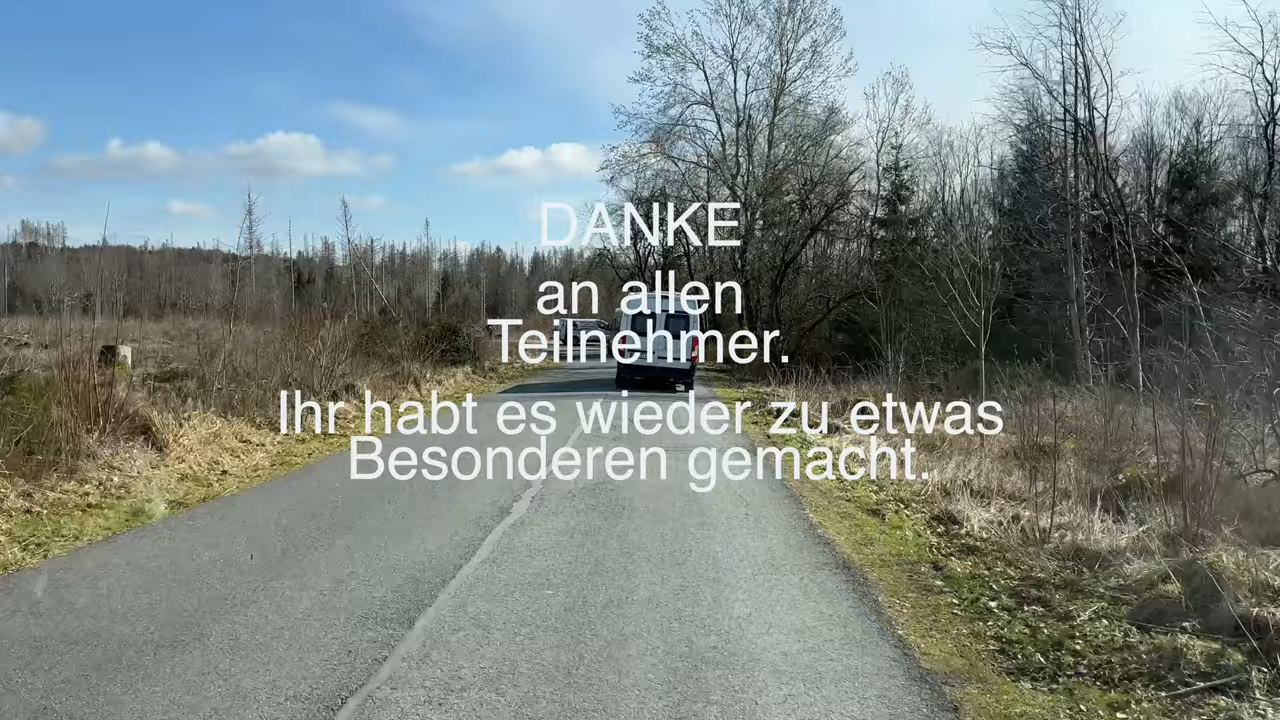 DANKE
an allen
Teilnehmer.
Ihr habt es wieder zu etwas
Besonderen gemacht.